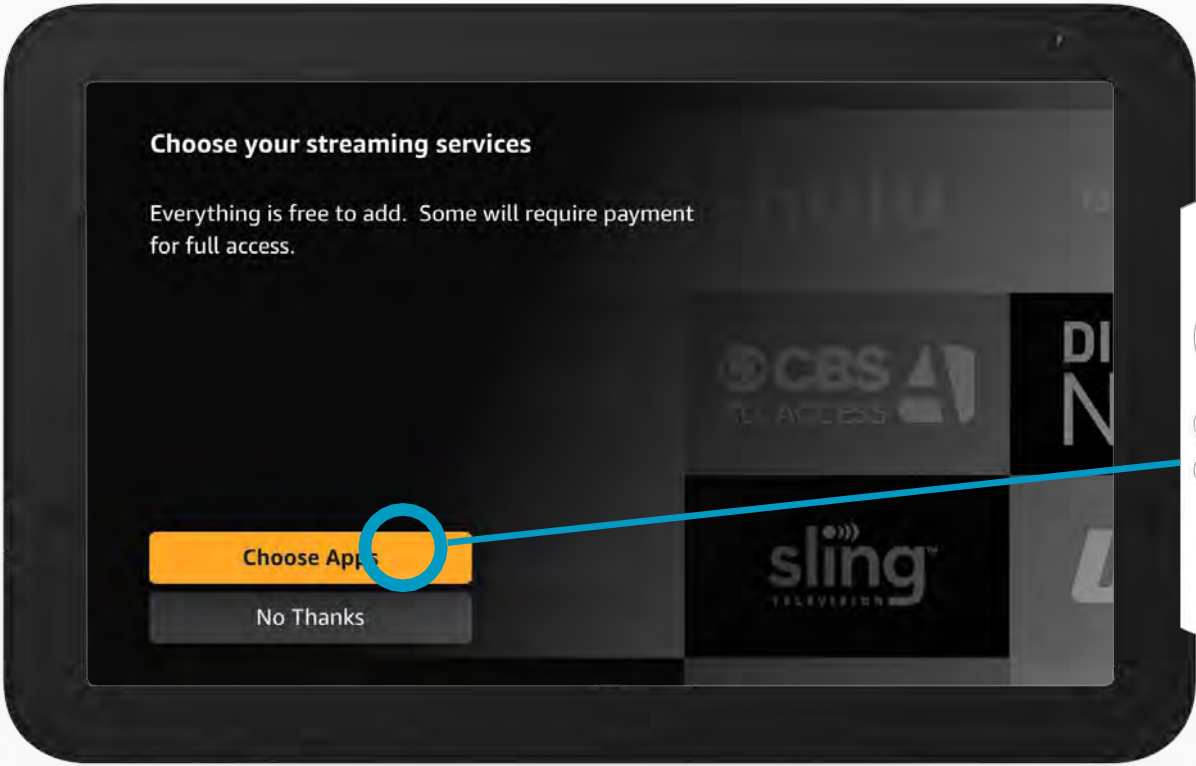 Choose your streaming services
Everything is free to add. Some will require payment
for full access.
hulu
CBS
ALL ACCESS
DI
N
sling
TELEVISION
Choose Apps
No Thanks